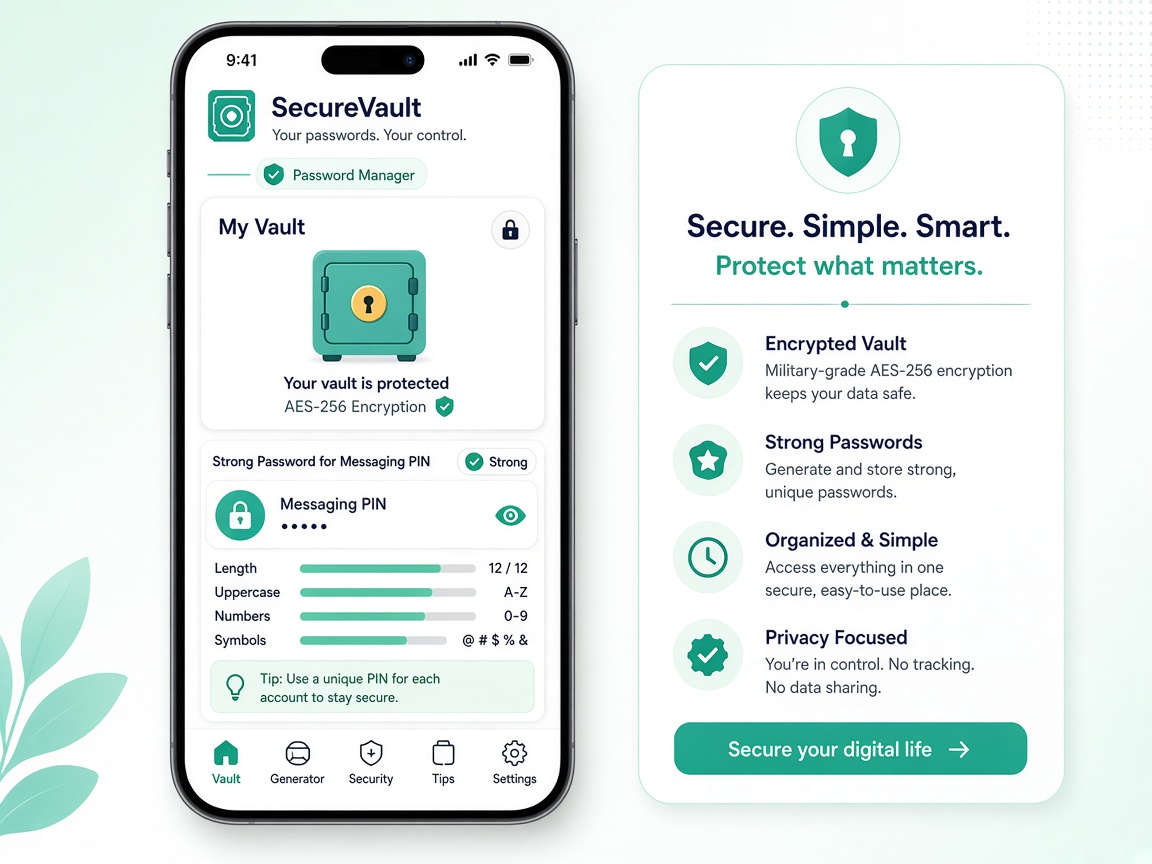 9:41
SecureVault
Your passwords. Your control.
Password Manager
My Vault
Your vault is protected
AES-256 Encryption
Strong Password for Messaging PIN
Strong
Messaging PIN
•••••
Length 12 / 12
Uppercase A-Z
Numbers 0-9
Symbols @ # $ % &
Tip: Use a unique PIN for each
account to stay secure.
Vault Generator Security Tips Settings
Secure. Simple. Smart.
Protect what matters.
Encrypted Vault
Military-grade AES-256 encryption
keeps your data safe.
Strong Passwords
Generate and store strong,
unique passwords.
Organized & Simple
Access everything in one
secure, easy-to-use place.
Privacy Focused
You're in control. No tracking.
No data sharing.
Secure your digital life →